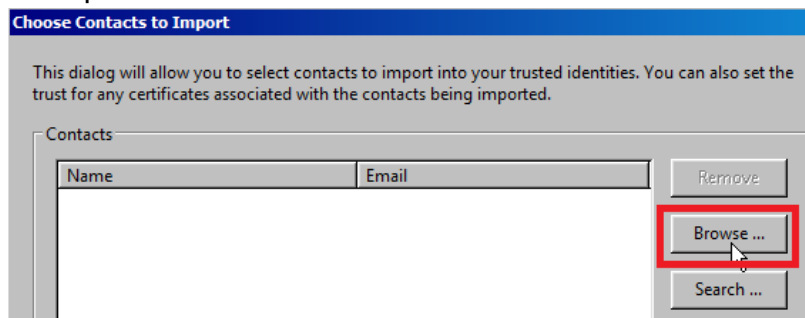 Choose Contacts to Import
This dialog will allow you to select contacts to import into your trusted identities. You can also set the
trust for any certificates associated with the contacts being imported.
Contacts
Name Email
Remove
Browse ...
Search ...